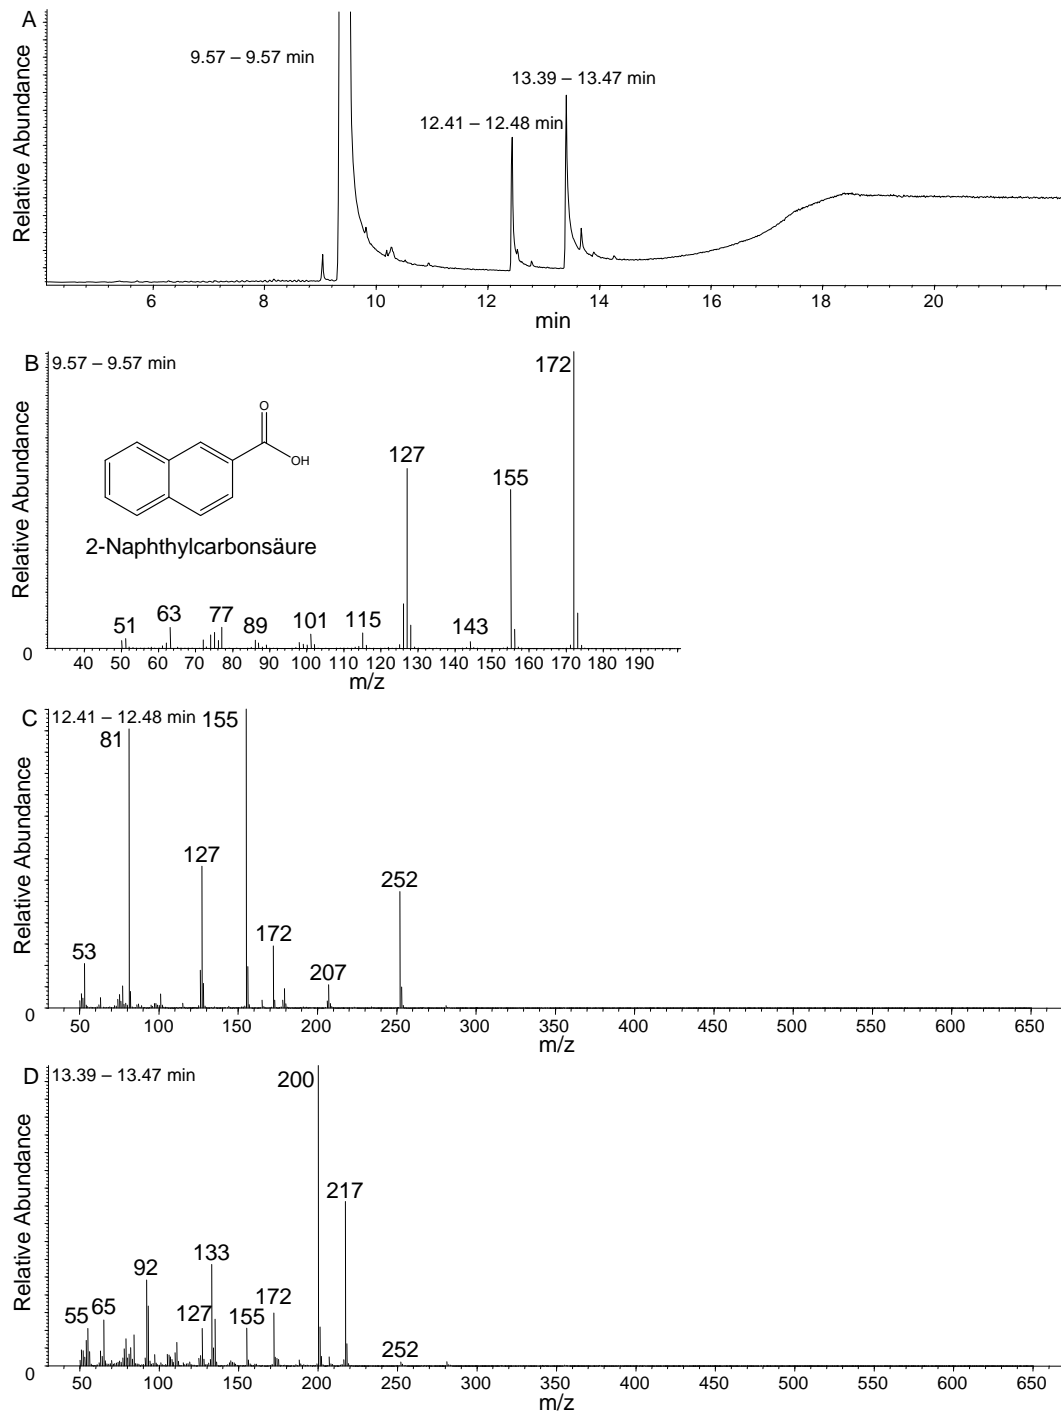 A
Relative Abundance
9.57 – 9.57 min
12.41 – 12.48 min
13.39 – 13.47 min
6 8 10 12 14 16 18 20
min
B
Relative Abundance
9.57 – 9.57 min
O
OH
2-Naphthylcarbonsäure
51 63 77 89 101 115 127 143 155 172
0
40 50 60 70 80 90 100 110 120 130 140 150 160 170 180 190
m/z
C
Relative Abundance
12.41 – 12.48 min
53 81 127 155 172 207 252
0
50 100 150 200 250 300 350 400 450 500 550 600 650
m/z
D
Relative Abundance
13.39 – 13.47 min
55 65 92 127 133 155 172 200 217 252
0
50 100 150 200 250 300 350 400 450 500 550 600 650
m/z